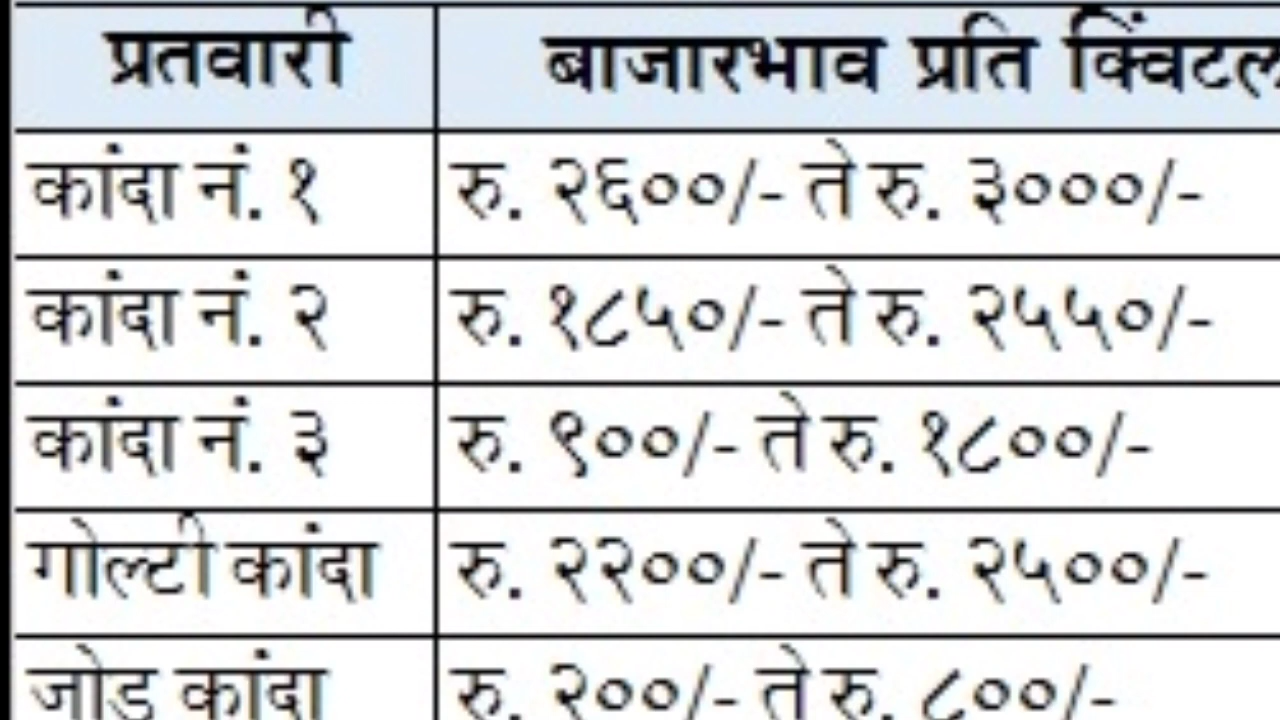 प्रतवारी बाजारभाव प्रति क्विंटल
कांदा नं. १ रु. २६००/- ते रु. ३०००/-
कांदा नं. २ रु. १८५०/- ते रु. २५५०/-
कांदा नं. ३ रु. ९००/- ते रु. १८००/-
गोल्टी कांदा रु. २२००/- ते रु. २५००/-
जोड कांदा रु. २००/- ते रु. ८००/-